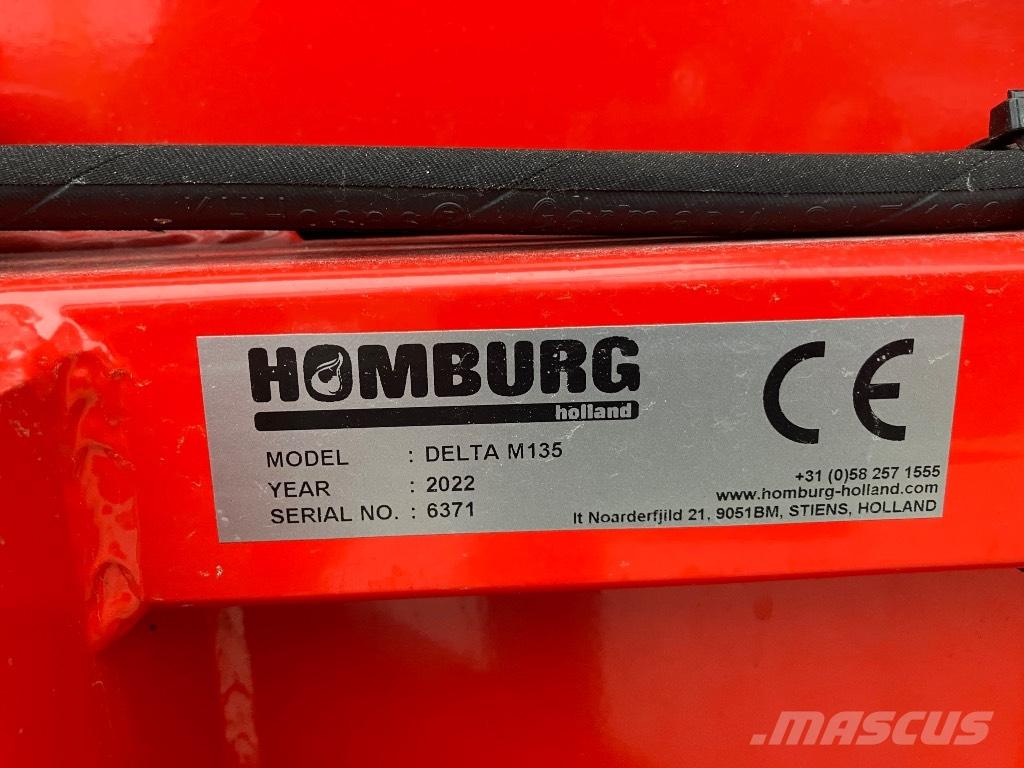 Germany
HOMBURG
holland
CE
MODEL : DELTA M135
YEAR : 2022
SERIAL NO. : 6371
+31 (0)58 257 1555
www.homburg-holland.com
It Noarderfjild 21, 9051BM, STIENS, HOLLAND
.MASCUS